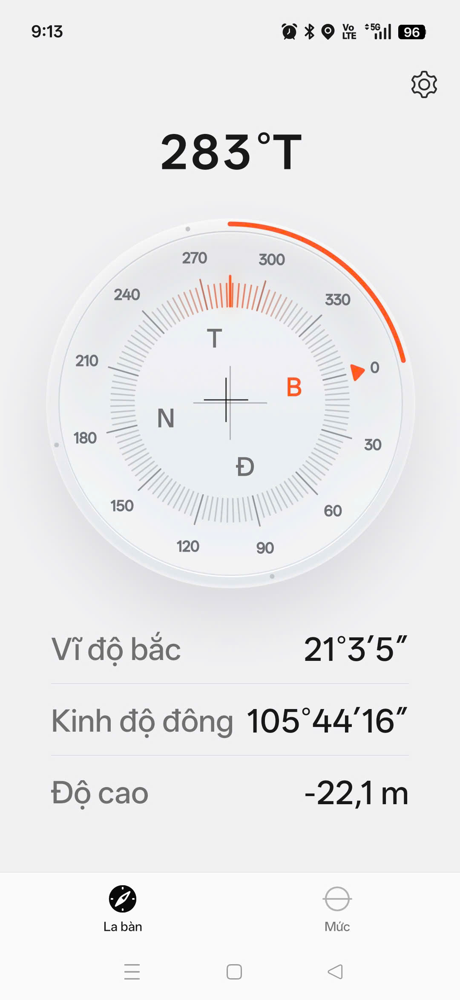 9:13
Vo LTE 5G 96
283°T
270 300
240 330
210 0
180 30
150 60
120 90
T
B
N
Đ
Vĩ độ bắc 21°3′5″
Kinh độ đông 105°44′16″
Độ cao -22,1 m
La bàn Mức